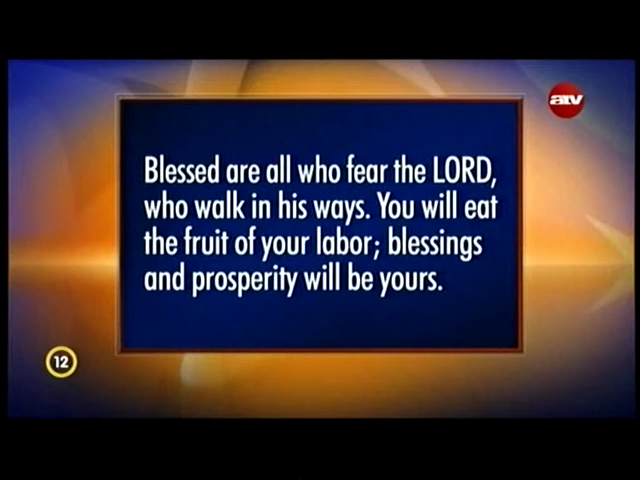 atv
Blessed are all who fear the LORD,
who walk in his ways. You will eat
the fruit of your labor; blessings
and prosperity will be yours.
12